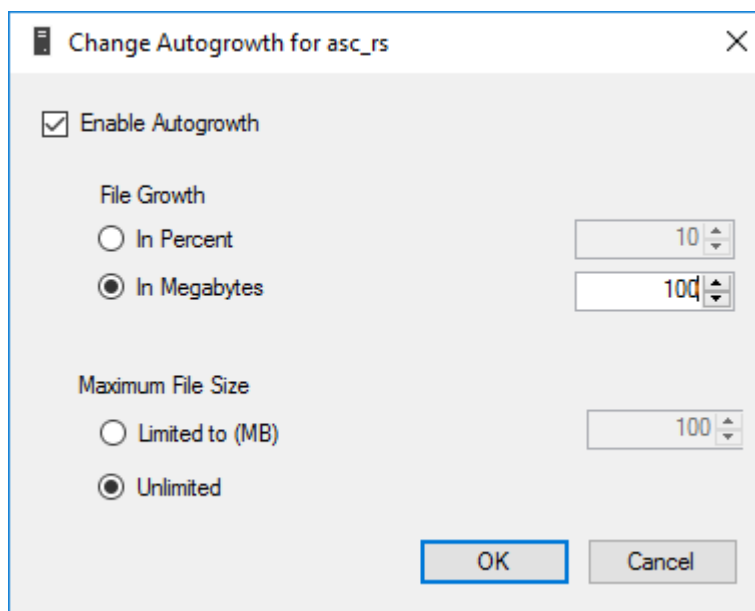 Change Autogrowth for asc_rs
Enable Autogrowth
File Growth
In Percent 10
In Megabytes 100
Maximum File Size
Limited to (MB) 100
Unlimited
OK Cancel